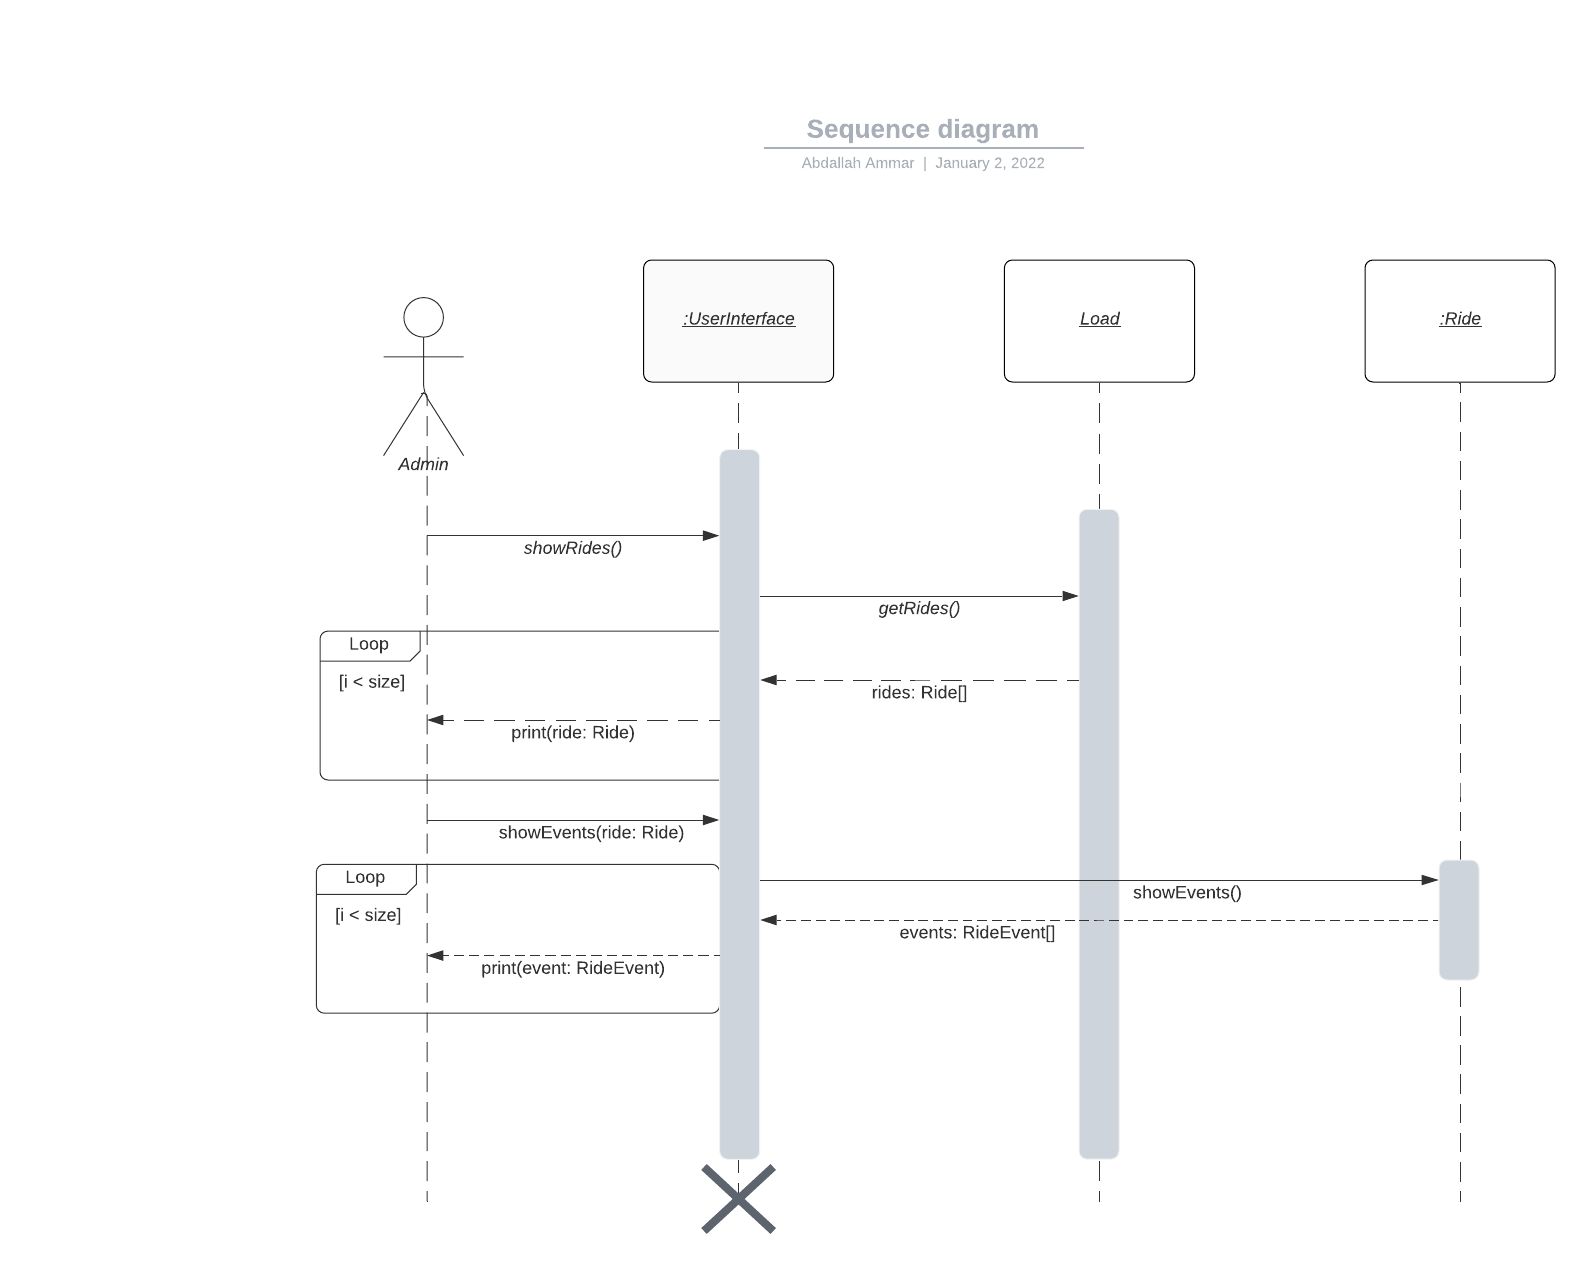 Sequence diagram
Abdallah Ammar | January 2, 2022
:UserInterface
Load
:Ride
Admin
showRides()
getRides()
Loop
[i < size]
rides: Ride[]
print(ride: Ride)
showEvents(ride: Ride)
Loop
showEvents()
[i < size]
events: RideEvent[]
print(event: RideEvent)